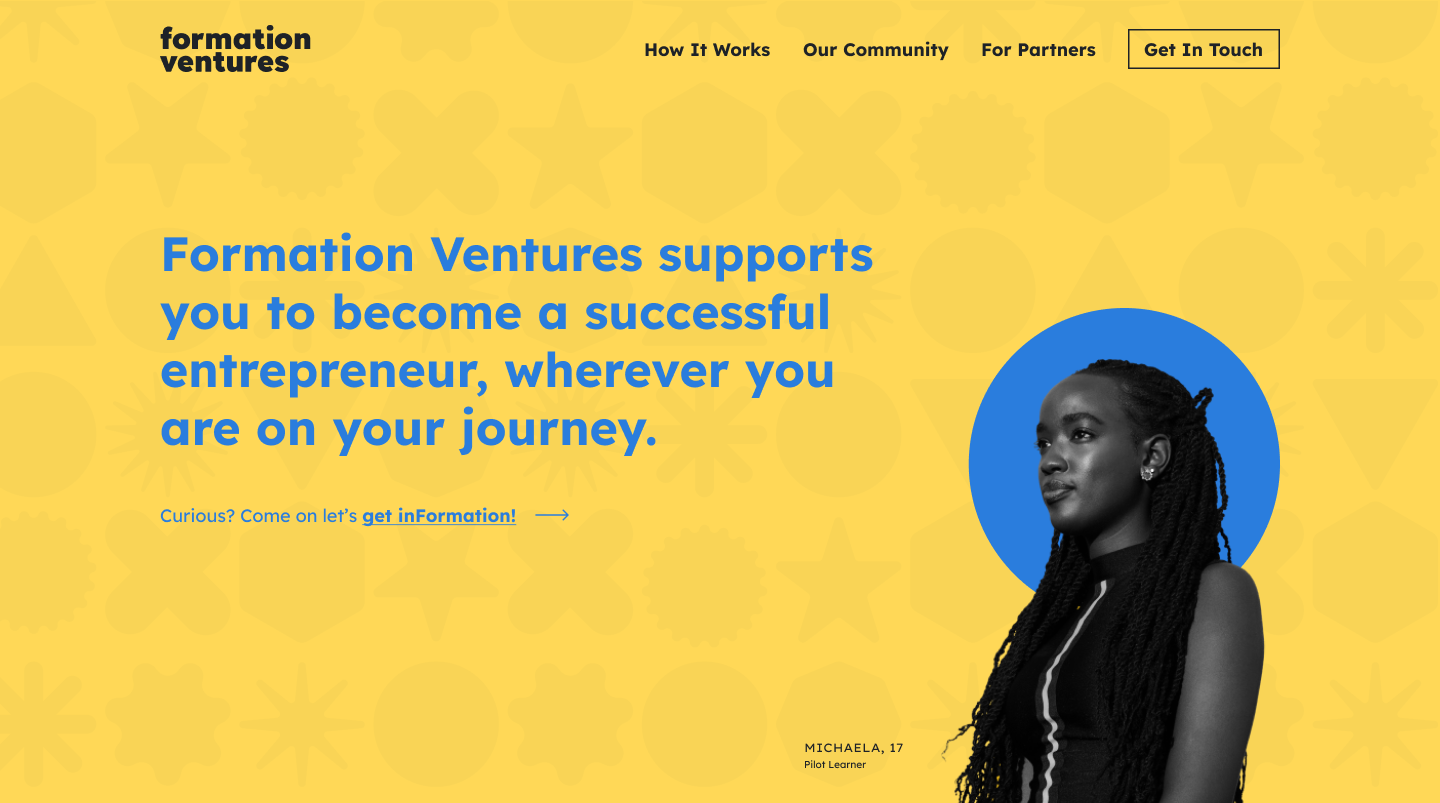 formation
ventures
How It Works
Our Community
For Partners
Get In Touch
Formation Ventures supports
you to become a successful
entrepreneur, wherever you
are on your journey.
Curious? Come on let’s get inFormation!
MICHAELA, 17
Pilot Learner